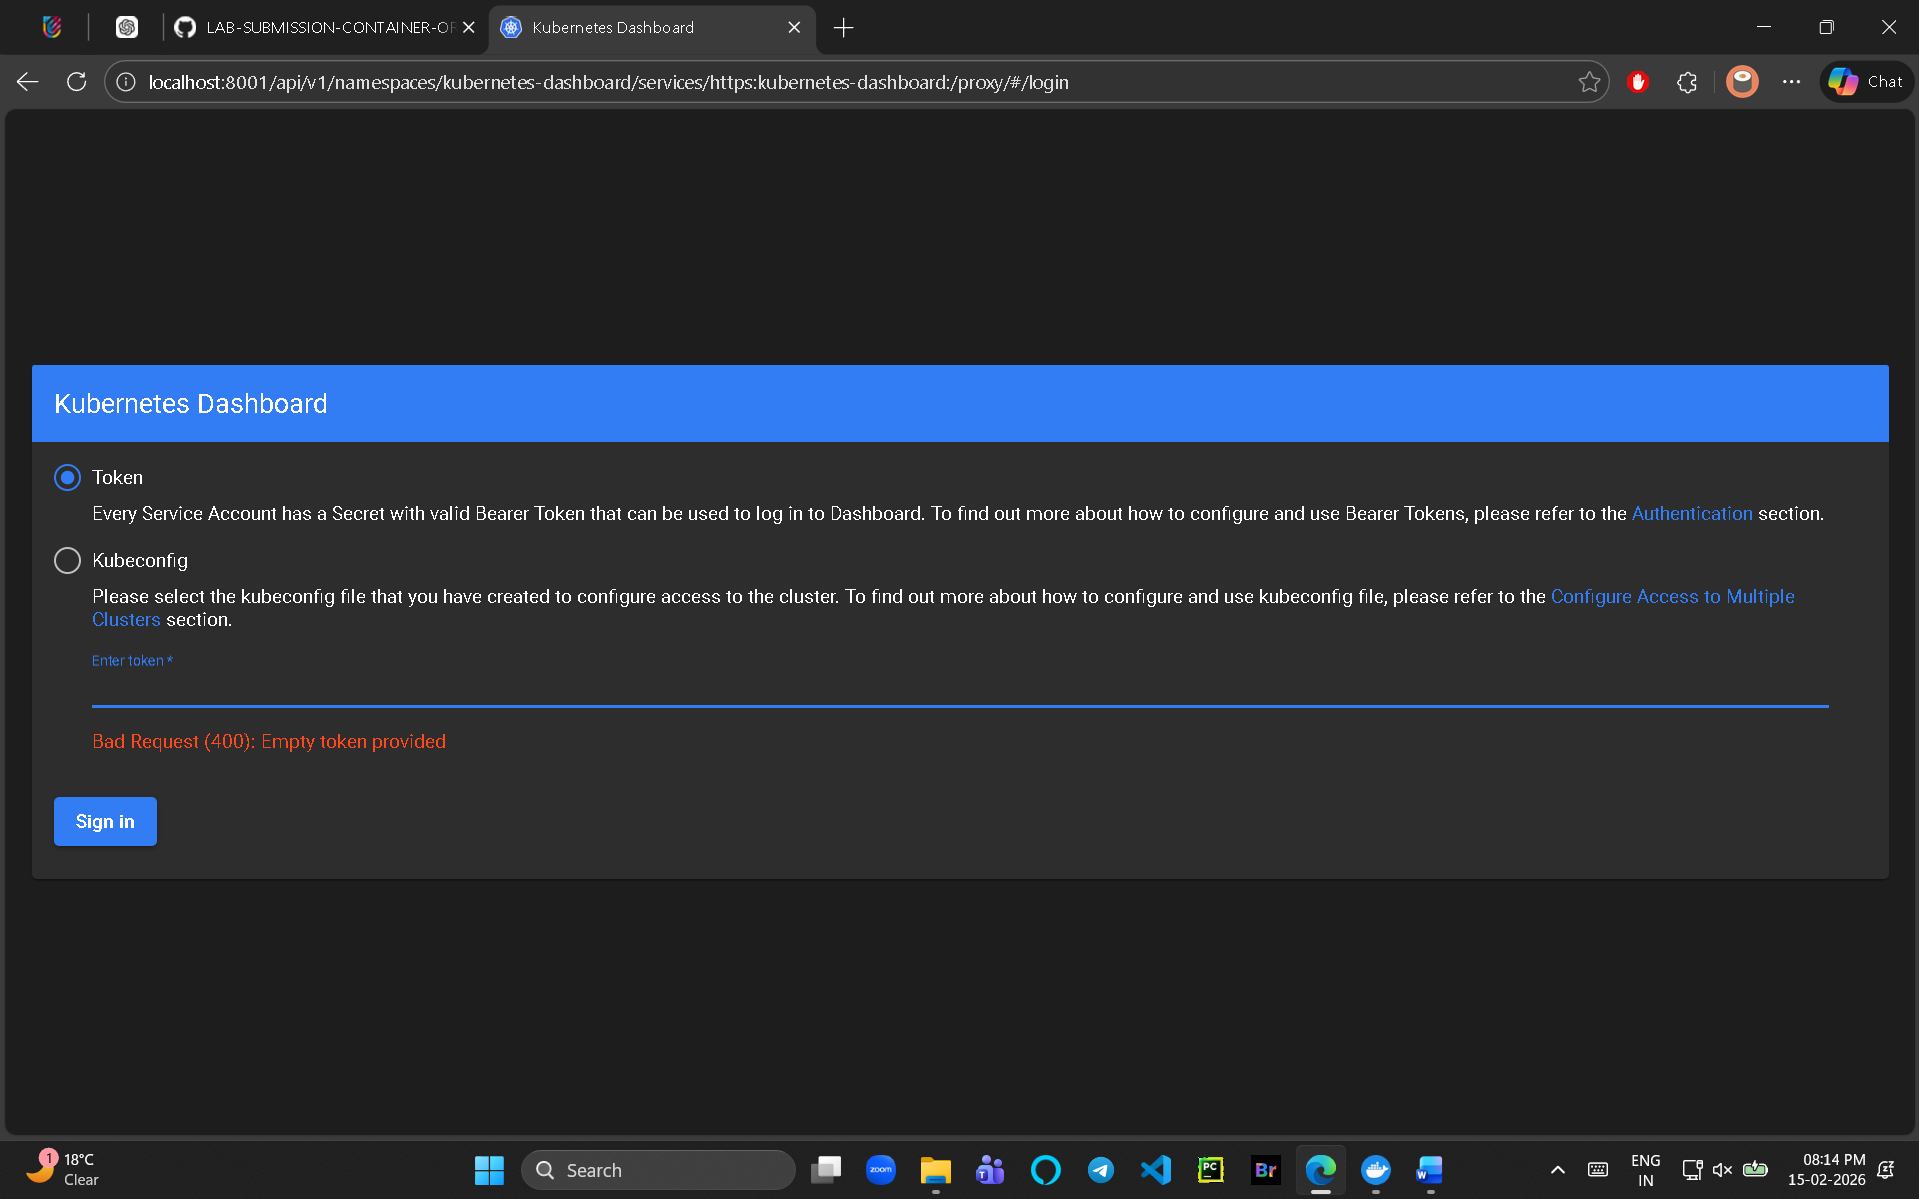 LAB-SUBMISSION-CONTAINER-OR
Kubernetes Dashboard
localhost:8001/api/v1/namespaces/kubernetes-dashboard/services/https:kubernetes-dashboard:/proxy/#/login
Chat
Kubernetes Dashboard
Token
Every Service Account has a Secret with valid Bearer Token that can be used to log in to Dashboard. To find out more about how to configure and use Bearer Tokens, please refer to the Authentication section.
Kubeconfig
Please select the kubeconfig file that you have created to configure access to the cluster. To find out more about how to configure and use kubeconfig file, please refer to the Configure Access to Multiple
Clusters section.
Enter token *
Bad Request (400): Empty token provided
Sign in
1
18°C
Clear
Search
zoom
T
PC
Br
W
ENG
IN
08:14 PM
15-02-2026